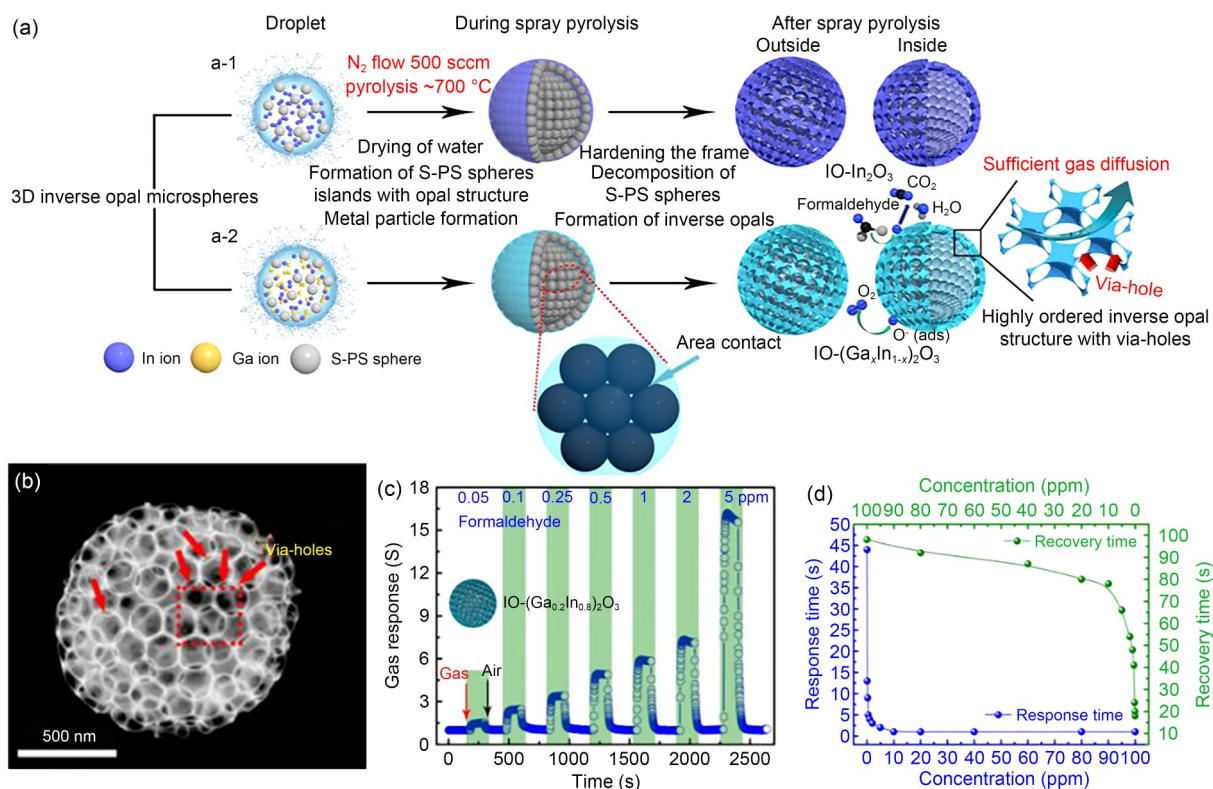 (a)
Droplet
During spray pyrolysis
After spray pyrolysis
Outside
Inside
a-1
N₂ flow 500 sccm
pyrolysis ~700 °C
Drying of water
Formation of S-PS spheres
islands with opal structure
Metal particle formation
Hardening the frame
Decomposition of
S-PS spheres
Formation of inverse opals
3D inverse opal microspheres
IO-In₂O₃
CO₂
H₂O
Formaldehyde
Sufficient gas diffusion
Via-hole
Highly ordered inverse opal
structure with via-holes
a-2
O₂
O⁻ (ads)
IO-(GaₓIn₁₋ₓ)₂O₃
In ion
Ga ion
S-PS sphere
Area contact
(b)
Via-holes
500 nm
(c)
18
15
12
9
6
3
0
Gas response (S)
0.05
0.1
0.25
0.5
1
2
5 ppm
Formaldehyde
IO-(Ga₀.₂In₀.₈)₂O₃
Gas
Air
0
500
1000
1500
2000
2500
Time (s)
(d)
Concentration (ppm)
100
80
60
40
20
10
0
50
45
40
35
30
25
20
15
10
5
0
Response time (s)
Recovery time
Response time
100
90
80
70
60
50
40
30
20
10
Recovery time (s)
0
10
20
40
60
80
90
100
Concentration (ppm)